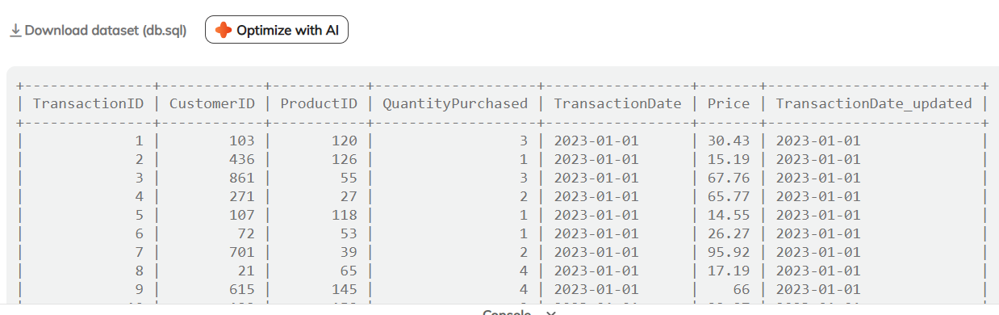 Download dataset (db.sql) Optimize with AI
+---------------+------------+-----------+-------------------+-----------------+-------+-------------------------+
| TransactionID | CustomerID | ProductID | QuantityPurchased | TransactionDate | Price | TransactionDate_updated |
+---------------+------------+-----------+-------------------+-----------------+-------+-------------------------+
| 1 | 103 | 120 | 3 | 2023-01-01 | 30.43 | 2023-01-01 |
| 2 | 436 | 126 | 1 | 2023-01-01 | 15.19 | 2023-01-01 |
| 3 | 861 | 55 | 3 | 2023-01-01 | 67.76 | 2023-01-01 |
| 4 | 271 | 27 | 2 | 2023-01-01 | 65.77 | 2023-01-01 |
| 5 | 107 | 118 | 1 | 2023-01-01 | 14.55 | 2023-01-01 |
| 6 | 72 | 53 | 1 | 2023-01-01 | 26.27 | 2023-01-01 |
| 7 | 701 | 39 | 2 | 2023-01-01 | 95.92 | 2023-01-01 |
| 8 | 21 | 65 | 4 | 2023-01-01 | 17.19 | 2023-01-01 |
| 9 | 615 | 145 | 4 | 2023-01-01 | 66 | 2023-01-01 |
Console